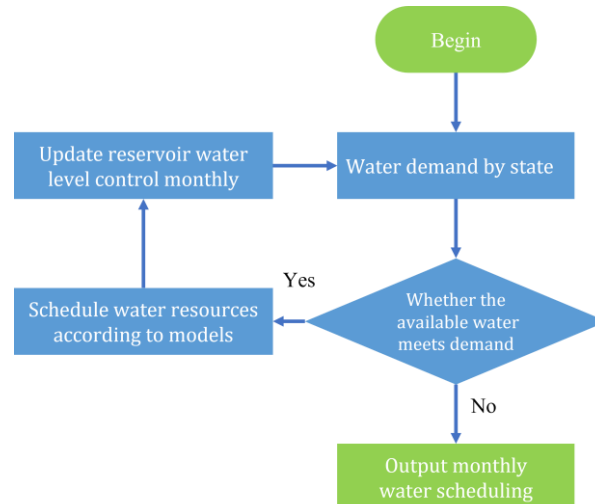 Begin
Update reservoir water
level control monthly
Water demand by state
Yes
Schedule water resources
according to models
Whether the
available water
meets demand
No
Output monthly
water scheduling